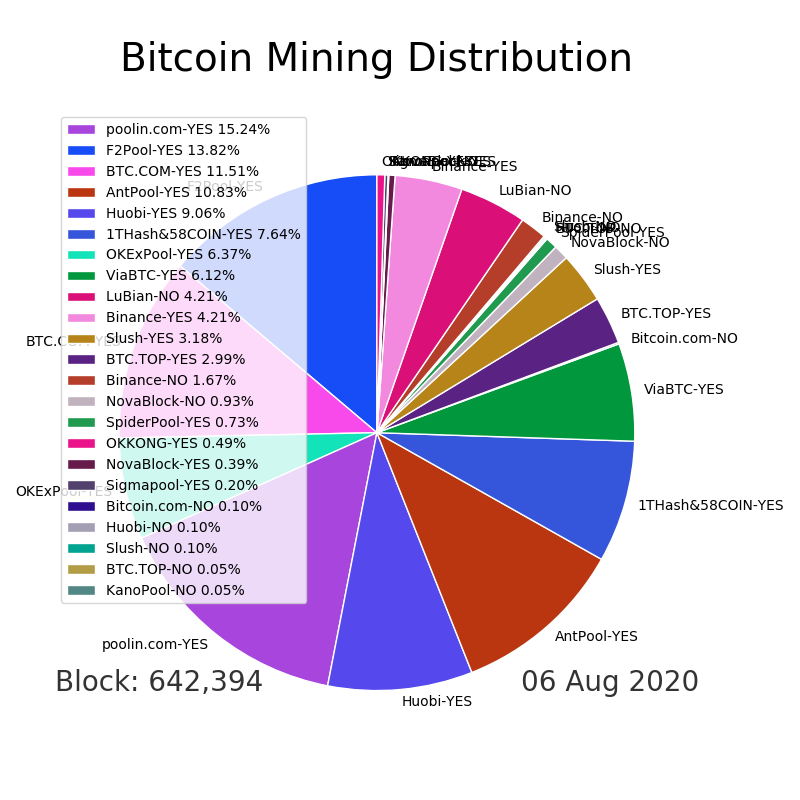 Bitcoin Mining Distribution
poolin.com-YES 15.24%
F2Pool-YES 13.82%
BTC.COM-YES 11.51%
AntPool-YES 10.83%
Huobi-YES 9.06%
1THash&58COIN-YES 7.64%
OKExPool-YES 6.37%
ViaBTC-YES 6.12%
LuBian-NO 4.21%
Binance-YES 4.21%
Slush-YES 3.18%
BTC.TOP-YES 2.99%
Binance-NO 1.67%
NovaBlock-NO 0.93%
SpiderPool-YES 0.73%
OKKONG-YES 0.49%
NovaBlock-YES 0.39%
Sigmapool-YES 0.20%
Bitcoin.com-NO 0.10%
Huobi-NO 0.10%
Slush-NO 0.10%
BTC.TOP-NO 0.05%
KanoPool-NO 0.05%
F2Pool-YES
BTC.COM-YES
OKExPool-YES
poolin.com-YES
Huobi-YES
AntPool-YES
1THash&58COIN-YES
ViaBTC-YES
Bitcoin.com-NO
BTC.TOP-YES
Slush-YES
NovaBlock-NO
SpiderPool-YES
Binance-NO
LuBian-NO
Binance-YES
Block: 642,394
06 Aug 2020